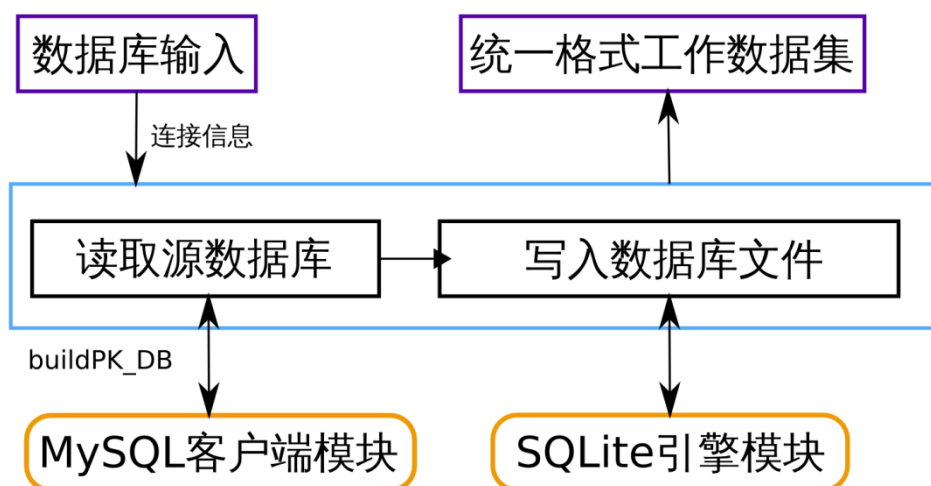 数据库输入
统一格式工作数据集
连接信息
读取源数据库
写入数据库文件
buildPK_DB
MySQL客户端模块
SQLite引擎模块